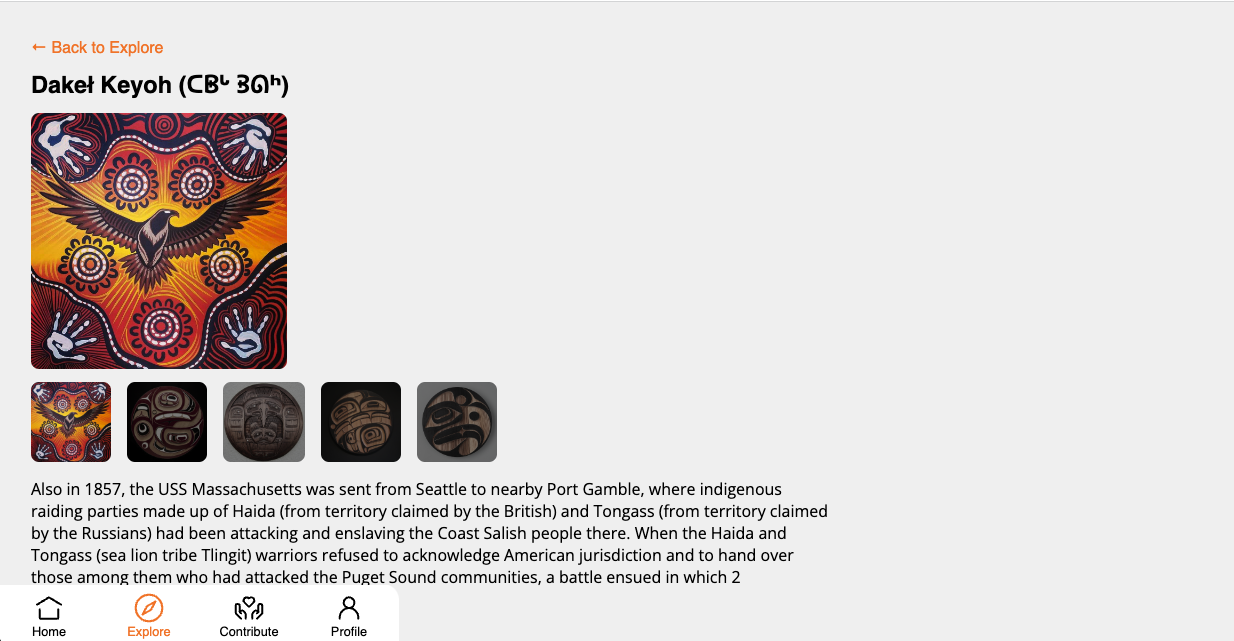 ← Back to Explore
Dakeł Keyoh (ᑕᗸᒡ ᗱᘏᑋ)
Also in 1857, the USS Massachusetts was sent from Seattle to nearby Port Gamble, where indigenous
raiding parties made up of Haida (from territory claimed by the British) and Tongass (from territory claimed
by the Russians) had been attacking and enslaving the Coast Salish people there. When the Haida and
Tongass (sea lion tribe Tlingit) warriors refused to acknowledge American jurisdiction and to hand over
those among them who had attacked the Puget Sound communities, a battle ensued in which 2
Home
Explore
Contribute
Profile